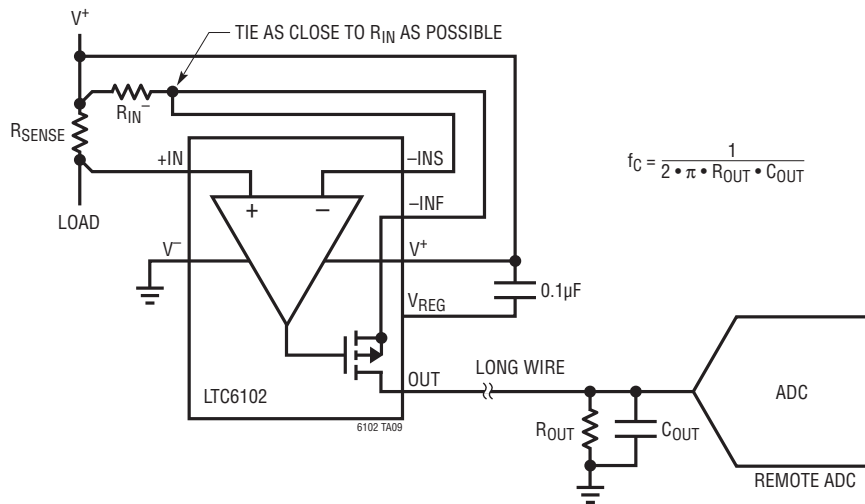 V+
TIE AS CLOSE TO RIN AS POSSIBLE
RIN–
RSENSE
+IN
–INS
fC = 1 / 2 • π • ROUT • COUT
+
–
–INF
LOAD
V–
V+
0.1µF
VREG
LONG WIRE
OUT
ADC
LTC6102
6102 TA09
ROUT
COUT
REMOTE ADC